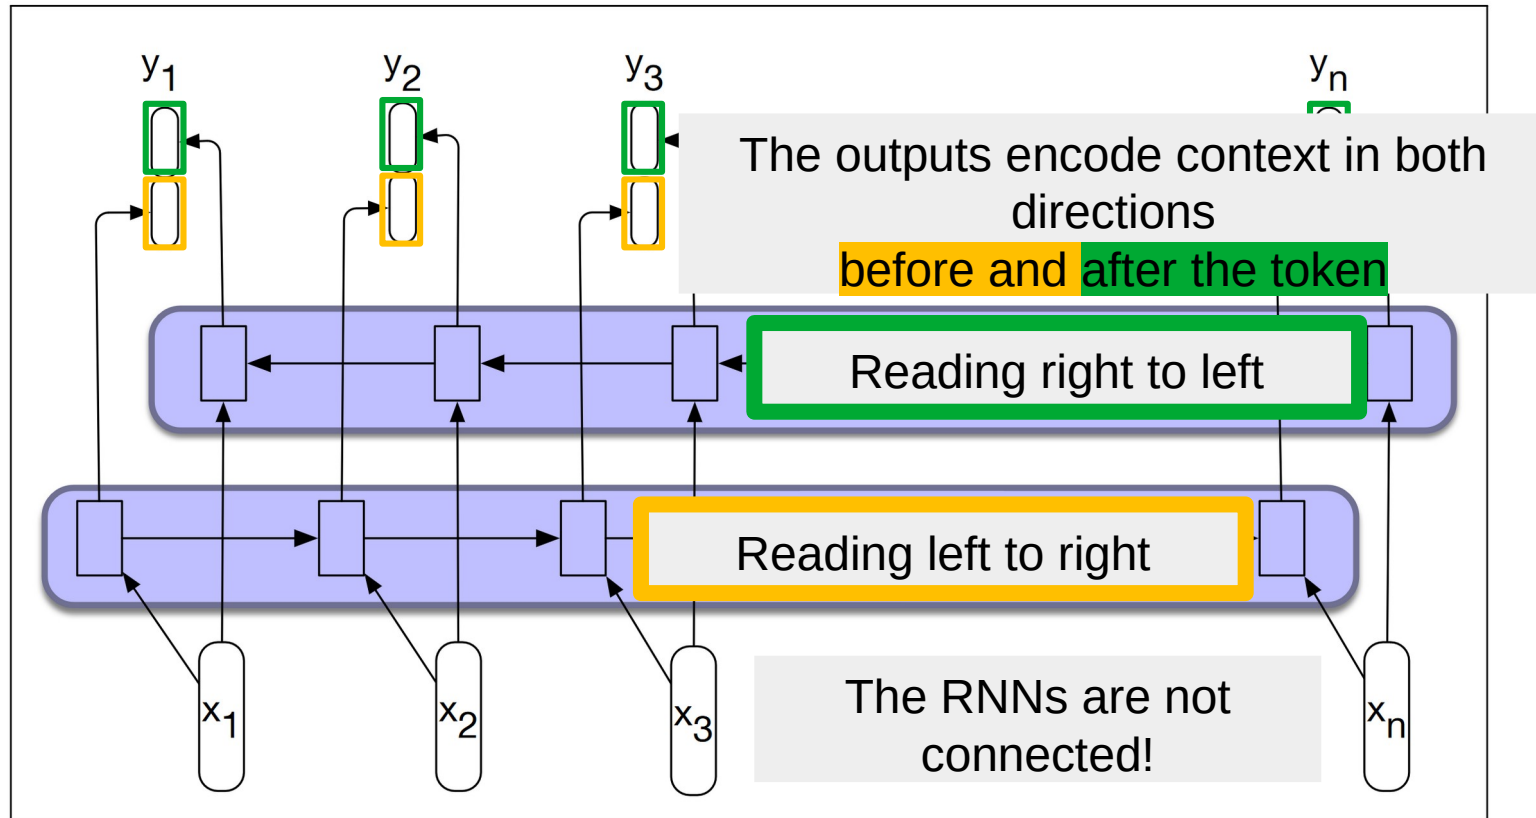 y1 y2 y3 yn
The outputs encode context in both
directions
before and after the token
Reading right to left
Reading left to right
x1 x2 x3 xn
The RNNs are not
connected!